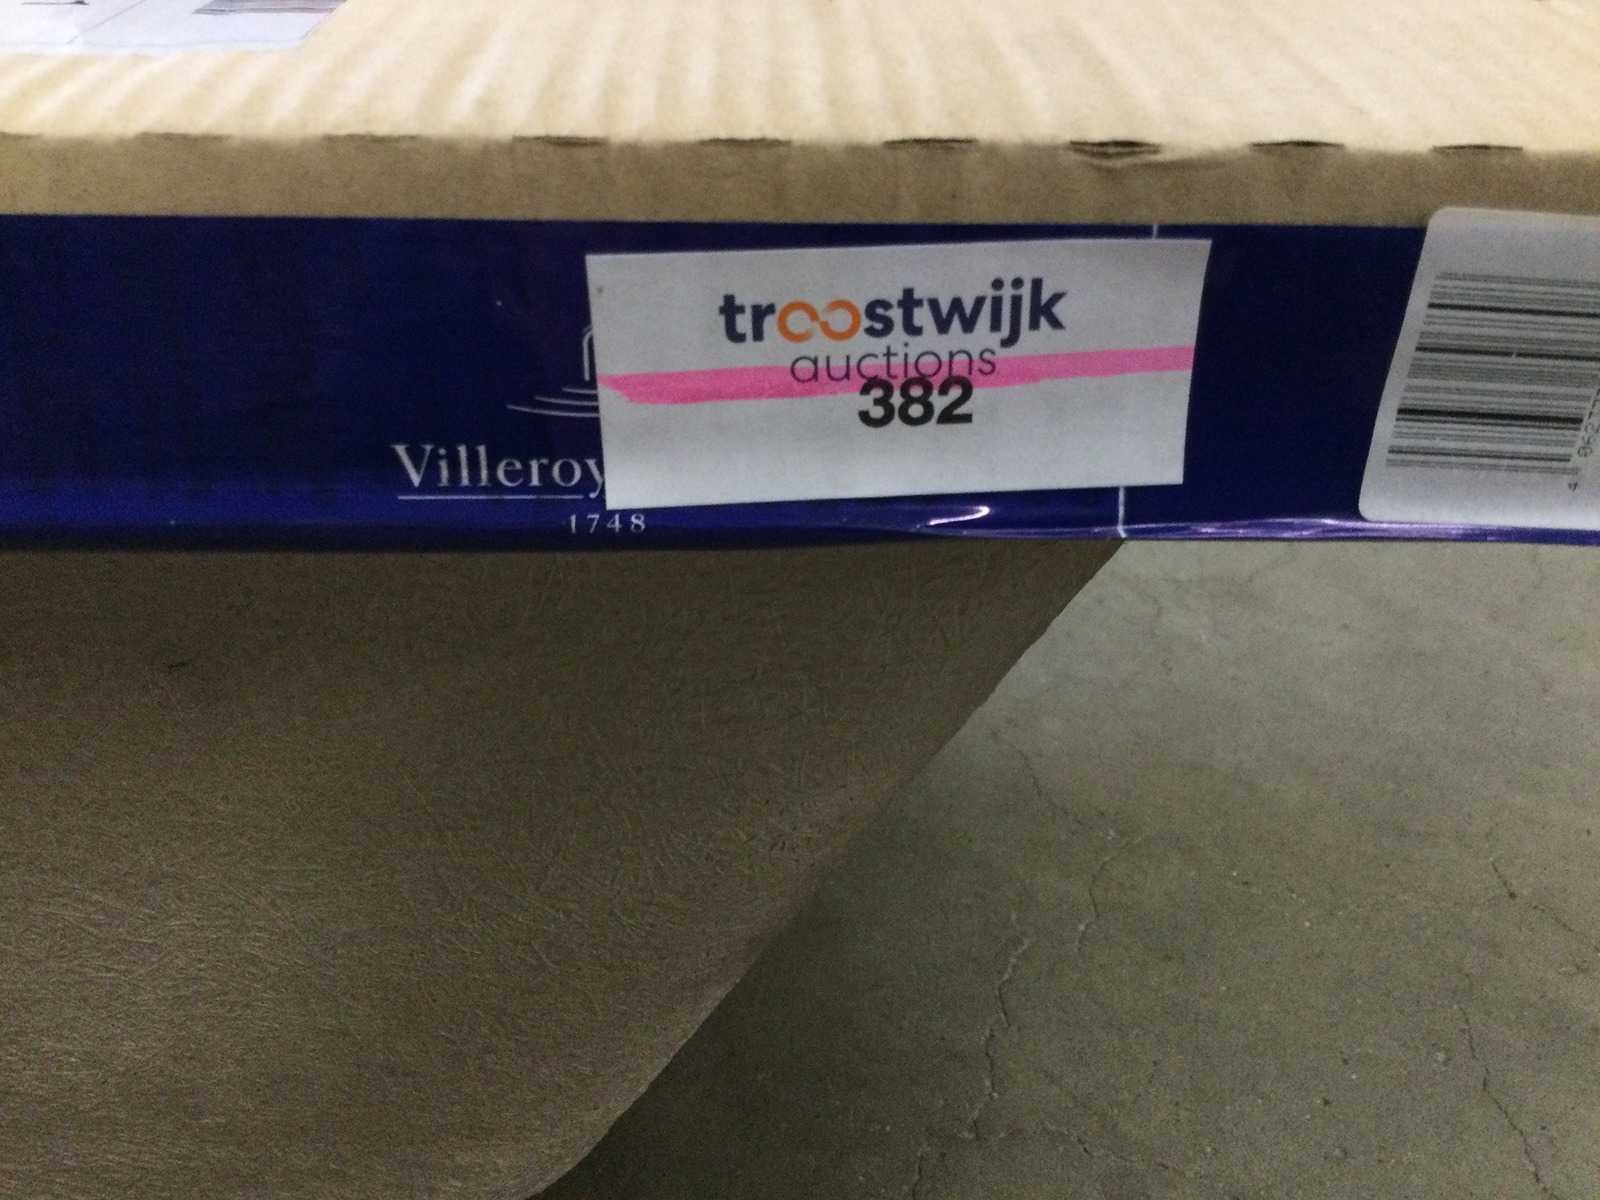 troostwijk
auctions
382
Villeroy
1748